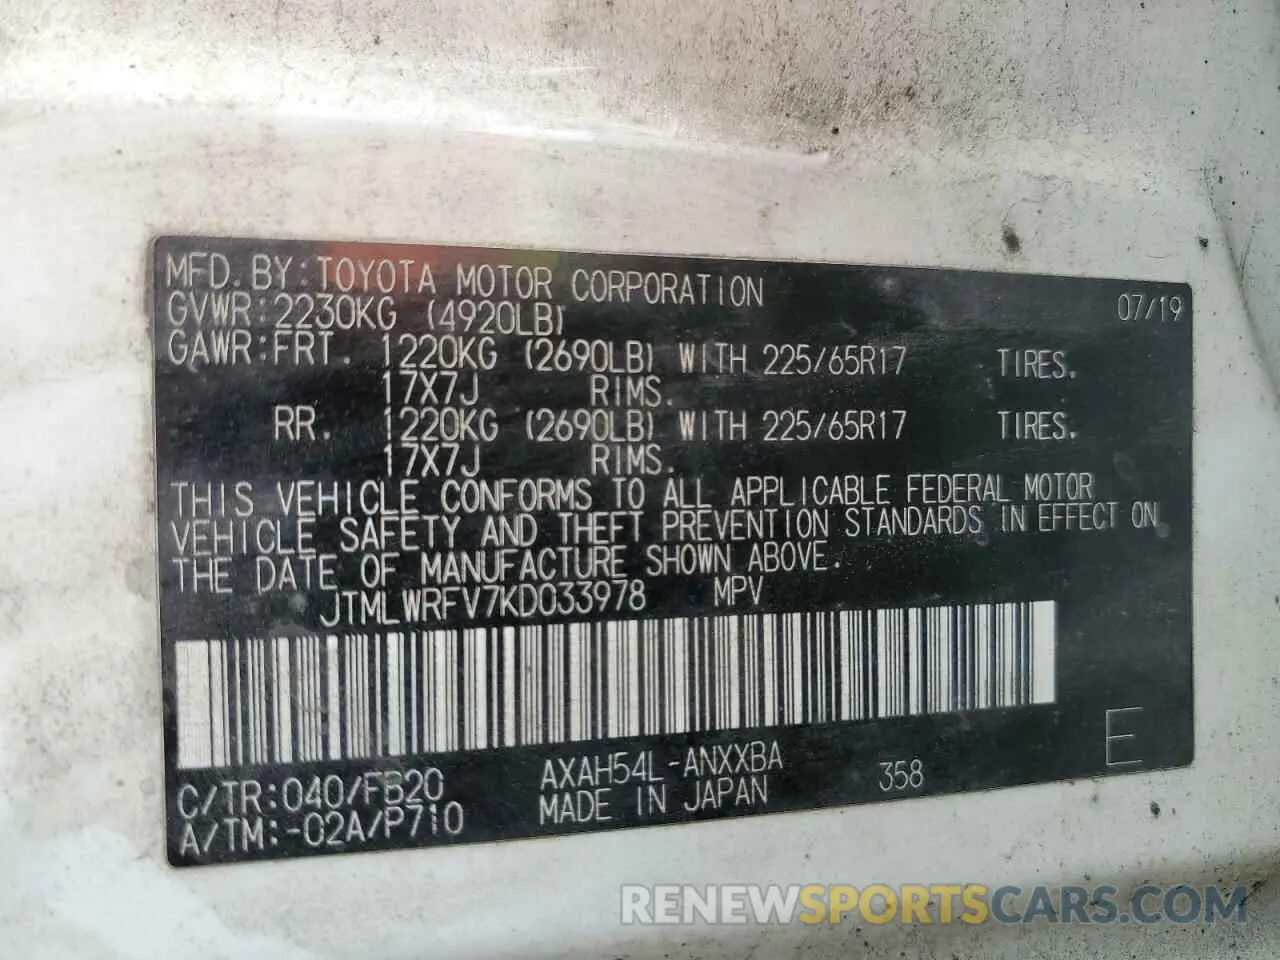 MFD. BY: TOYOTA MOTOR CORPORATION 07/19
GVWR: 2230KG (4920LB)
GAWR: FRT. 1220KG (2690LB) WITH 225/65R17 TIRES.
17X7J RIMS.
RR. 1220KG (2690LB) WITH 225/65R17 TIRES.
17X7J RIMS.
THIS VEHICLE CONFORMS TO ALL APPLICABLE FEDERAL MOTOR
VEHICLE SAFETY AND THEFT PREVENTION STANDARDS IN EFFECT ON
THE DATE OF MANUFACTURE SHOWN ABOVE.
JTMLWRFV7KD033978 MPV
C/TR: 040/FB20 AXAH54L-ANXXBA 358 E
A/TM: -02A/P710 MADE IN JAPAN
RENEWSPORTSCARS.COM - 2019